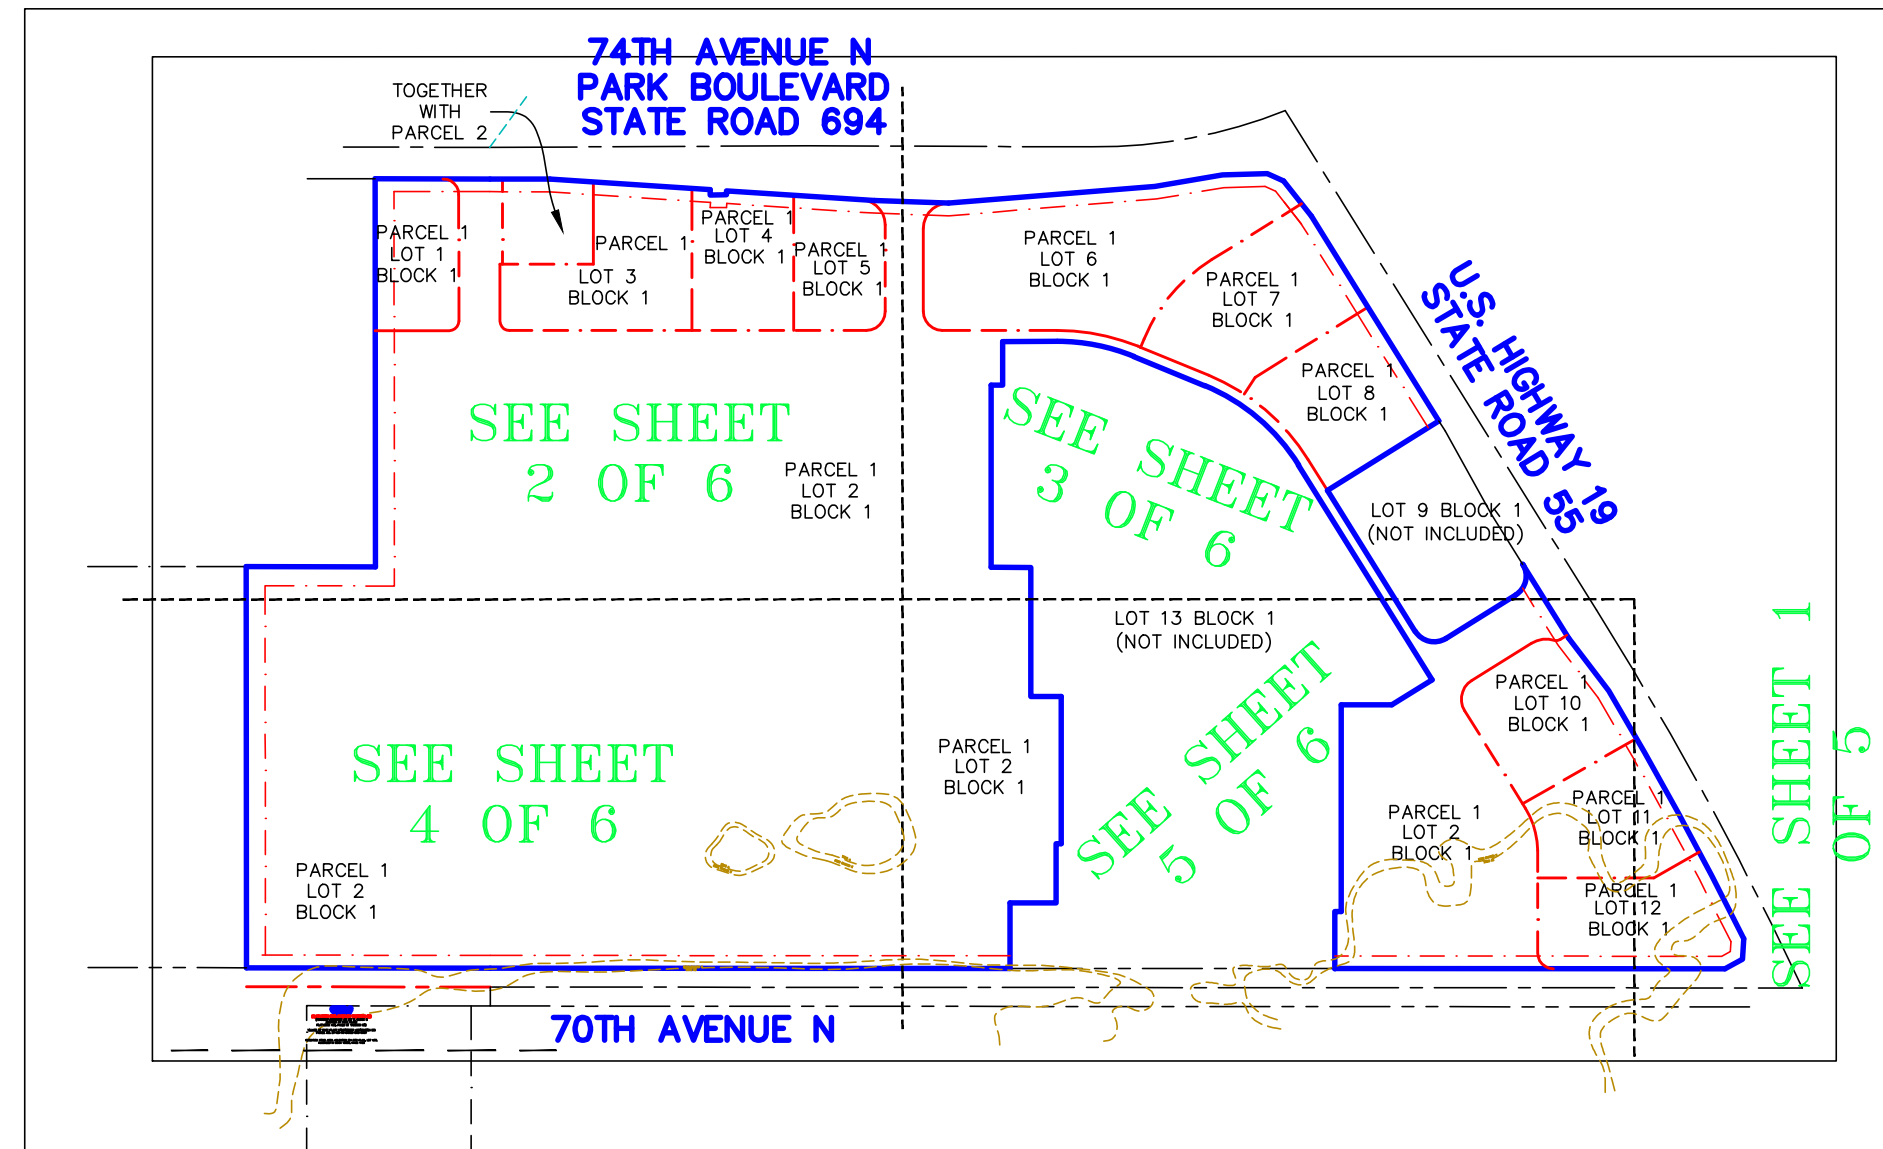 74TH AVENUE N
PARK BOULEVARD
STATE ROAD 694
TOGETHER
WITH
PARCEL 2
PARCEL 1
LOT 1
BLOCK 1
PARCEL 1
LOT 3
BLOCK 1
PARCEL 1
LOT 4
BLOCK 1
PARCEL 1
LOT 5
BLOCK 1
PARCEL 1
LOT 6
BLOCK 1
PARCEL 1
LOT 7
BLOCK 1
PARCEL 1
LOT 8
BLOCK 1
U.S. HIGHWAY 19
STATE ROAD 55
SEE SHEET
2 OF 6
PARCEL 1
LOT 2
BLOCK 1
SEE SHEET
3 OF 6
LOT 9 BLOCK 1
(NOT INCLUDED)
LOT 13 BLOCK 1
(NOT INCLUDED)
SEE SHEET
4 OF 6
PARCEL 1
LOT 2
BLOCK 1
PARCEL 1
LOT 2
BLOCK 1
SEE SHEET
5 OF 6
PARCEL 1
LOT 10
BLOCK 1
PARCEL 1
LOT 2
BLOCK 1
PARCEL 1
LOT 11
BLOCK 1
PARCEL 1
LOT 12
BLOCK 1
SEE SHEET 1
OF 5
70TH AVENUE N